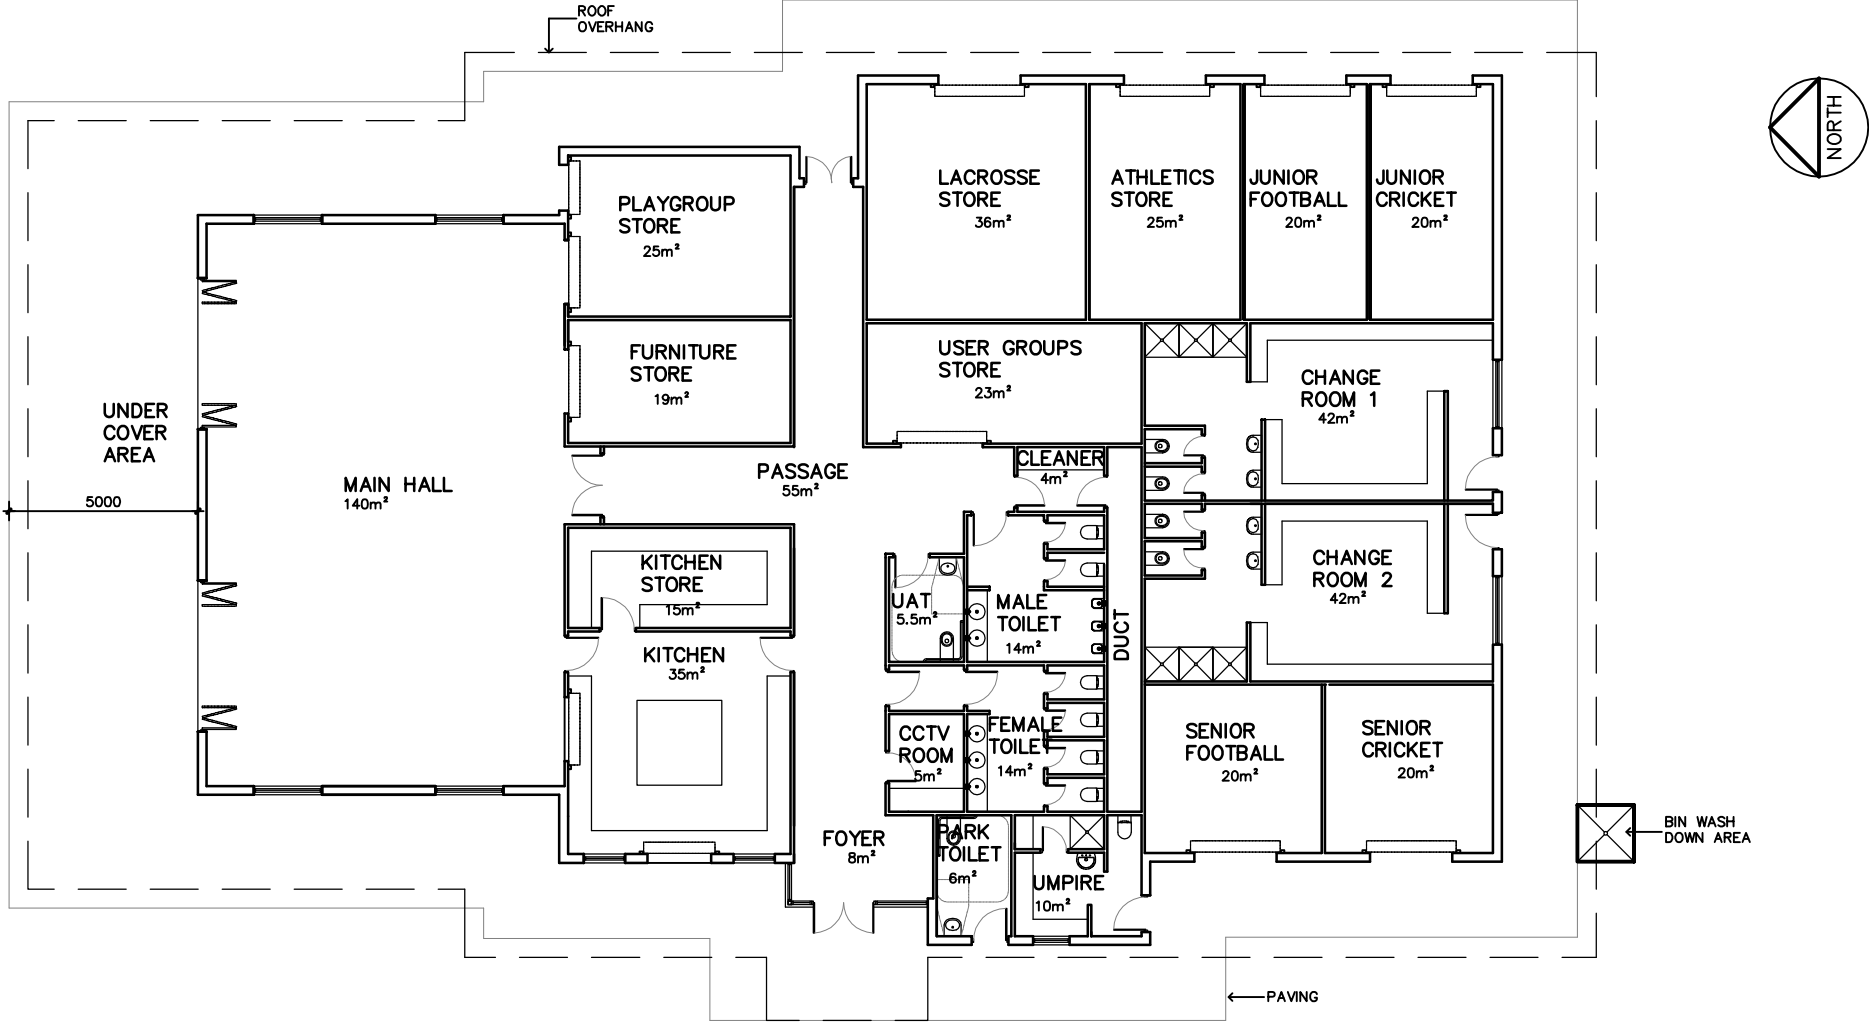 ROOF
OVERHANG
NORTH
LACROSSE
STORE
36m²
ATHLETICS
STORE
25m²
JUNIOR
FOOTBALL
20m²
JUNIOR
CRICKET
20m²
PLAYGROUP
STORE
25m²
FURNITURE
STORE
19m²
USER GROUPS
STORE
23m²
CHANGE
ROOM 1
42m²
UNDER
COVER
AREA
5000
MAIN HALL
140m²
PASSAGE
55m²
CLEANER
4m²
KITCHEN
STORE
15m²
UAT
5.5m²
MALE
TOILET
14m²
DUCT
CHANGE
ROOM 2
42m²
KITCHEN
35m²
CCTV
ROOM
5m²
FEMALE
TOILET
14m²
SENIOR
FOOTBALL
20m²
SENIOR
CRICKET
20m²
FOYER
8m²
PARK
TOILET
6m²
UMPIRE
10m²
BIN WASH
DOWN AREA
PAVING